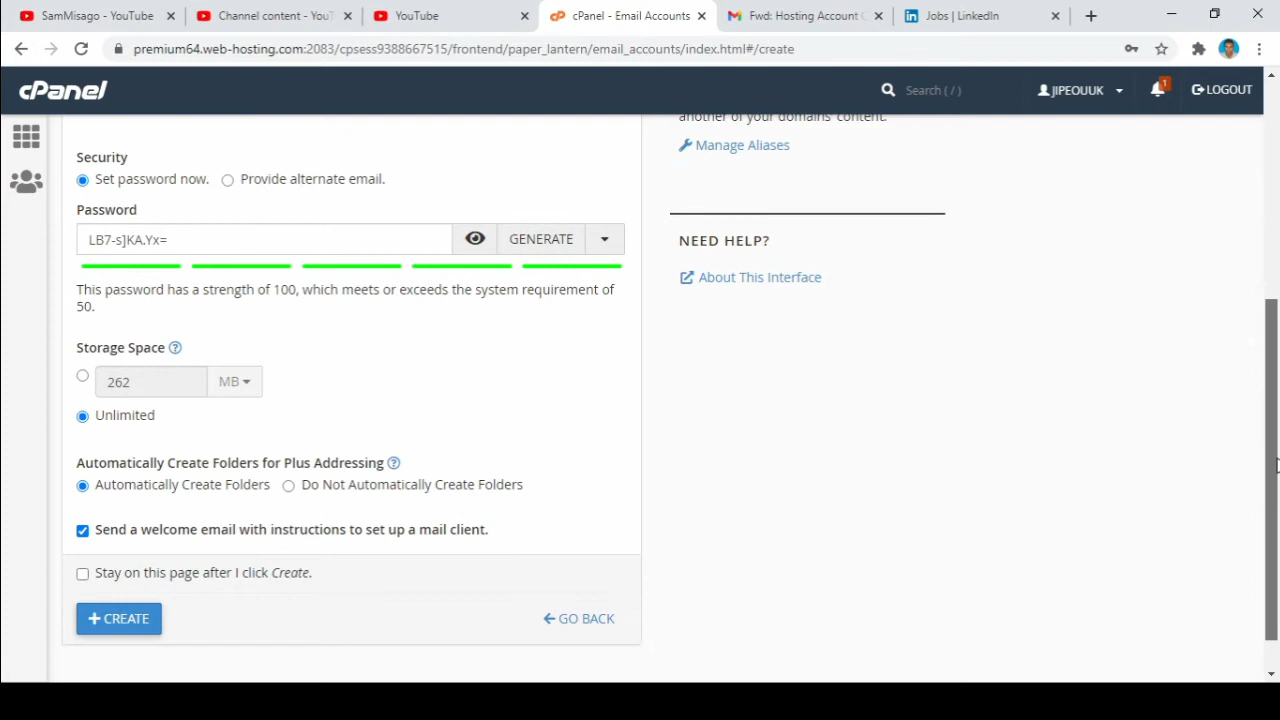 SamMisago - YouTube
Channel content - YouT
YouTube
cPanel - Email Accounts
Fwd: Hosting Account C
Jobs | LinkedIn
premium64.web-hosting.com:2083/cpsess9388667515/frontend/paper_lantern/email_accounts/index.html#/create
cPanel
Search ( / )
JIPEOUUK
1
LOGOUT
another of your domains' content.
Manage Aliases
Security
Set password now.
Provide alternate email.
Password
LB7-s]KA.Yx=
GENERATE
This password has a strength of 100, which meets or exceeds the system requirement of
50.
NEED HELP?
About This Interface
Storage Space
262
MB
Unlimited
Automatically Create Folders for Plus Addressing
Automatically Create Folders
Do Not Automatically Create Folders
Send a welcome email with instructions to set up a mail client.
Stay on this page after I click Create.
+ CREATE
GO BACK